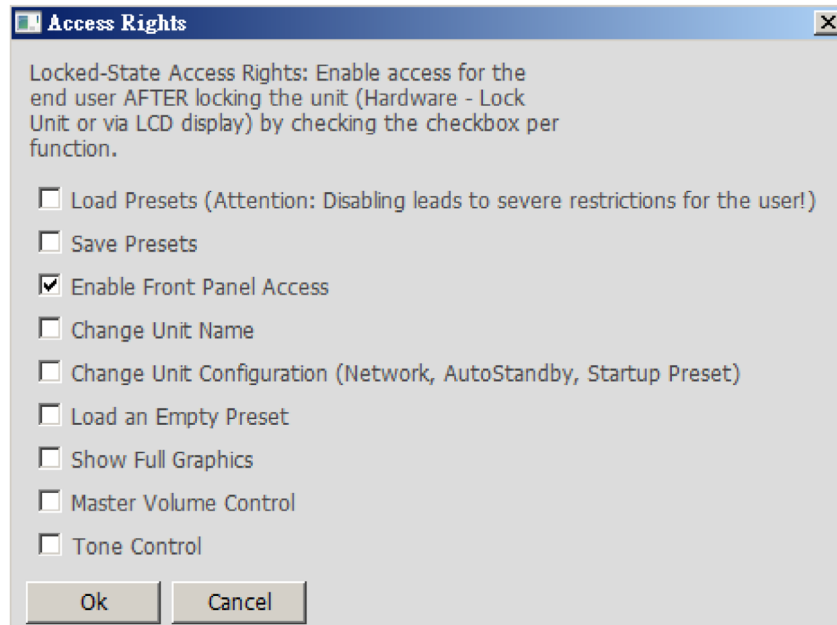 Access Rights
Locked-State Access Rights: Enable access for the
end user AFTER locking the unit (Hardware - Lock
Unit or via LCD display) by checking the checkbox per
function.
Load Presets (Attention: Disabling leads to severe restrictions for the user!)
Save Presets
Enable Front Panel Access
Change Unit Name
Change Unit Configuration (Network, AutoStandby, Startup Preset)
Load an Empty Preset
Show Full Graphics
Master Volume Control
Tone Control
Ok
Cancel